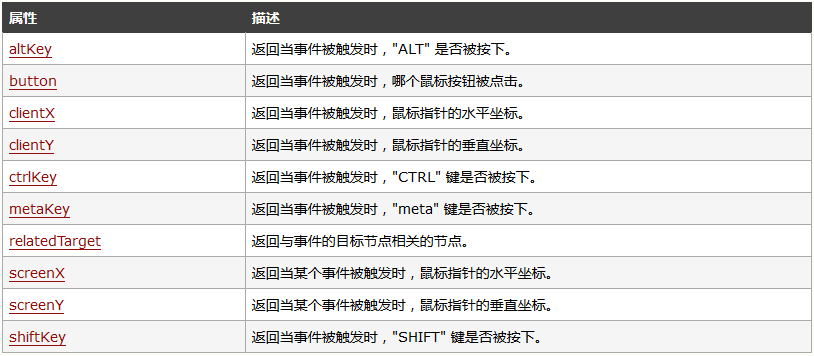 属性 描述
altKey 返回当事件被触发时，"ALT" 是否被按下。
button 返回当事件被触发时，哪个鼠标按钮被点击。
clientX 返回当事件被触发时，鼠标指针的水平坐标。
clientY 返回当事件被触发时，鼠标指针的垂直坐标。
ctrlKey 返回当事件被触发时，"CTRL" 键是否被按下。
metaKey 返回当事件被触发时，"meta" 键是否被按下。
relatedTarget 返回与事件的目标节点相关的节点。
screenX 返回当某个事件被触发时，鼠标指针的水平坐标。
screenY 返回当某个事件被触发时，鼠标指针的垂直坐标。
shiftKey 返回当事件被触发时，"SHIFT" 键是否被按下。